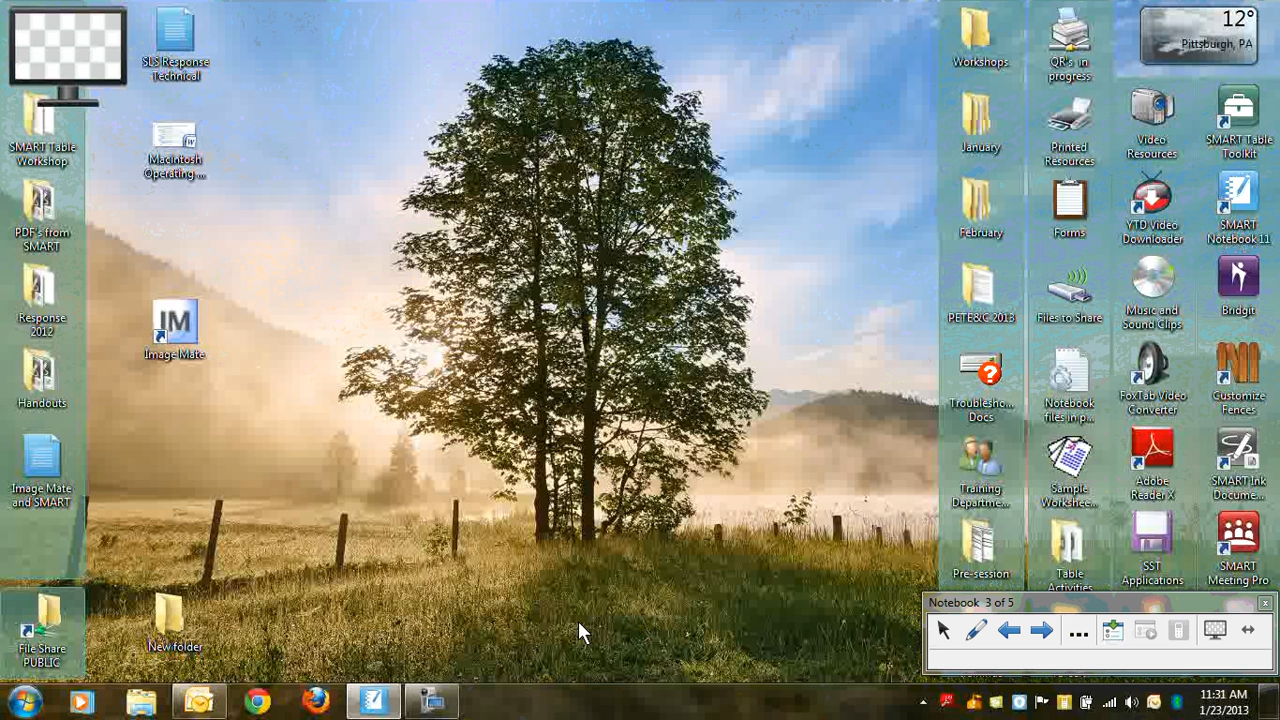 SLS Response
Technical
Macintosh
Operating ...
SMART Table
Workshop
PDF's from
SMART
Response
2012
Handouts
Image Mate
and SMART
IM
Image Mate
File Share
PUBLIC
New folder
Workshops
January
February
PETE&C 2013
Troublesho...
Docs
Training
Departme...
Pre-session
QR's in
progress
Printed
Resources
Forms
Files to Share
Notebook
files in p...
Sample
Workshee...
Table
Activities
12°
Pittsburgh, PA
Video
Resources
YTD Video
Downloader
Music and
Sound Clips
FoxTab Video
Converter
Adobe
Reader X
SST
Applications
SMART Table
Toolkit
SMART
Notebook 11
Bridgit
Customize
Fences
SMART Ink
Docume...
SMART
Meeting Pro
Notebook 3 of 5
11:31 AM
1/23/2013